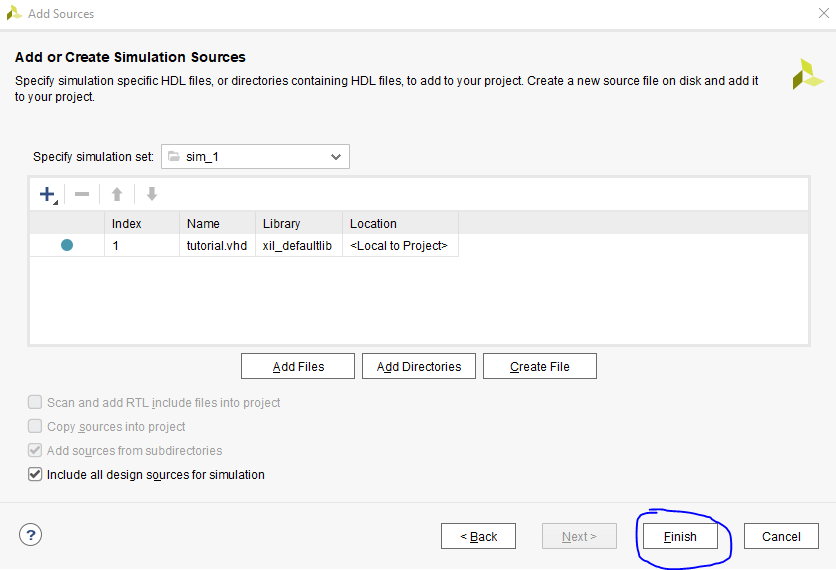 Add Sources
Add or Create Simulation Sources
Specify simulation specific HDL files, or directories containing HDL files, to add to your project. Create a new source file on disk and add it
to your project.
Specify simulation set: sim_1
Index Name Library Location
1 tutorial.vhd xil_defaultlib <Local to Project>
Add Files Add Directories Create File
Scan and add RTL include files into project
Copy sources into project
Add sources from subdirectories
Include all design sources for simulation
? < Back Next > Finish Cancel